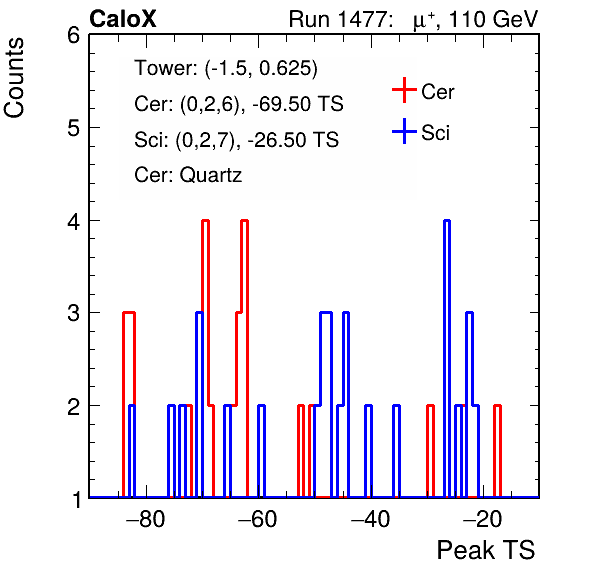 CaloX Run 1477: μ⁺, 110 GeV
Counts
6
5
4
3
2
1
Tower: (-1.5, 0.625)
Cer: (0,2,6), -69.50 TS
Sci: (0,2,7), -26.50 TS
Cer: Quartz
Cer
Sci
−80 −60 −40 −20
Peak TS